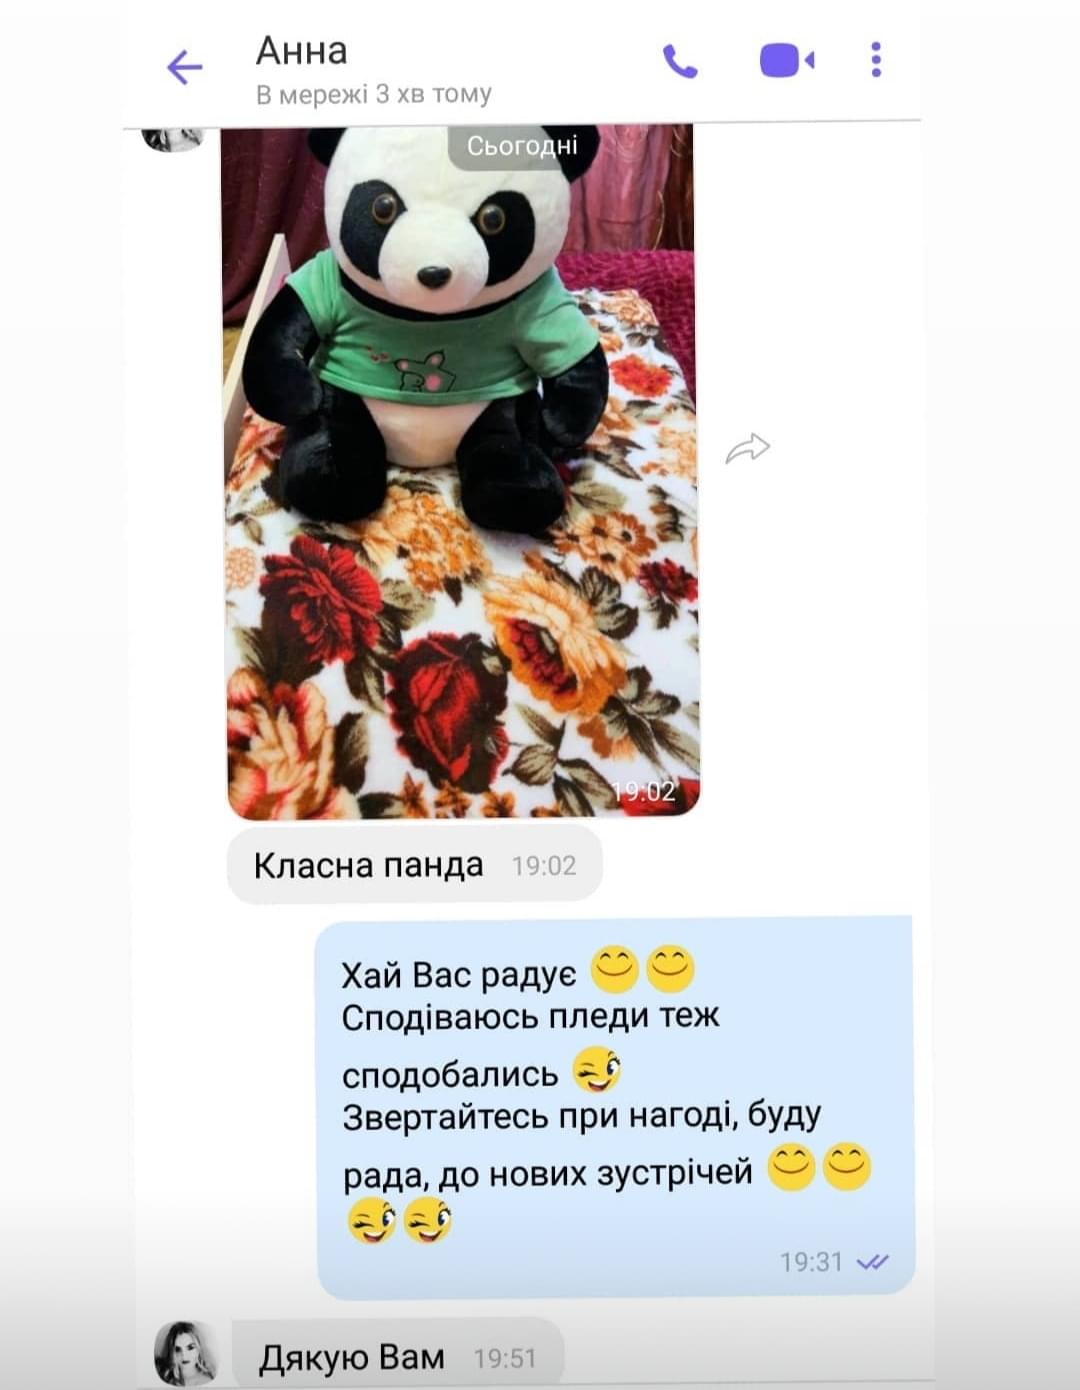 Анна
В мережі 3 хв тому
Сьогодні
19:02
Класна панда 19:02
Хай Вас радує 😊😊
Сподіваюсь пледи теж
сподобались 😉
Звертайтесь при нагоді, буду
рада, до нових зустрічей 😊😊
😉😉
19:31
Дякую Вам 19:51